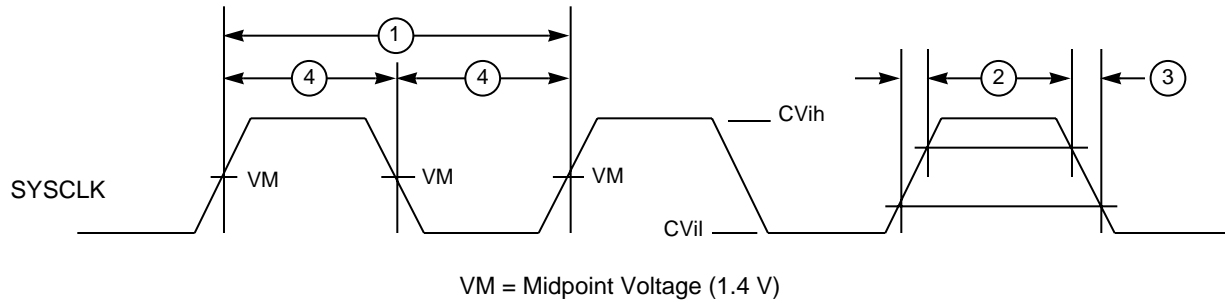 1
4
4
2
3
CVih
VM
VM
VM
SYSCLK
CVil
VM = Midpoint Voltage (1.4 V)